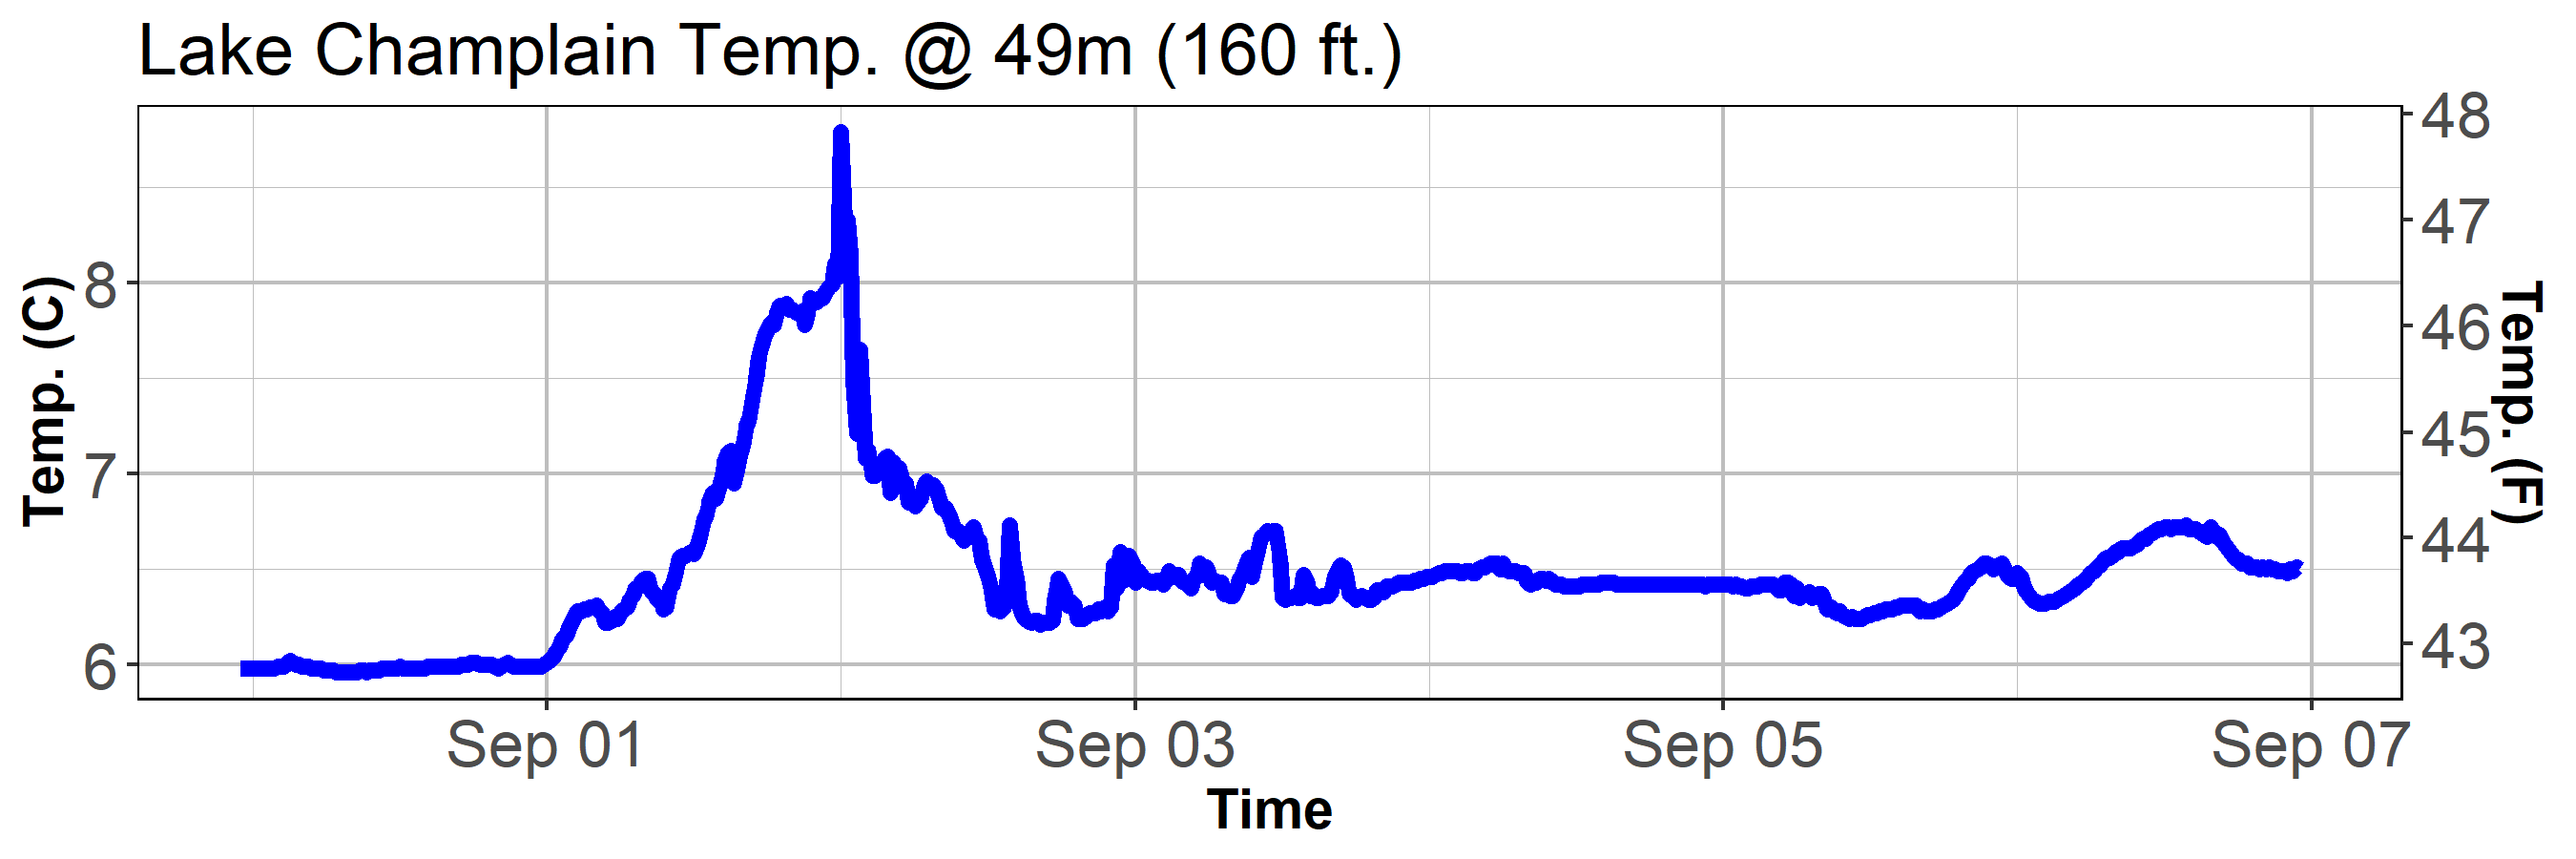 Lake Champlain Temp. @ 49m (160 ft.)
Temp. (C)
8
7
6
48
47
46
45
44
43
Temp. (F)
Sep 01 Sep 03 Sep 05 Sep 07
Time